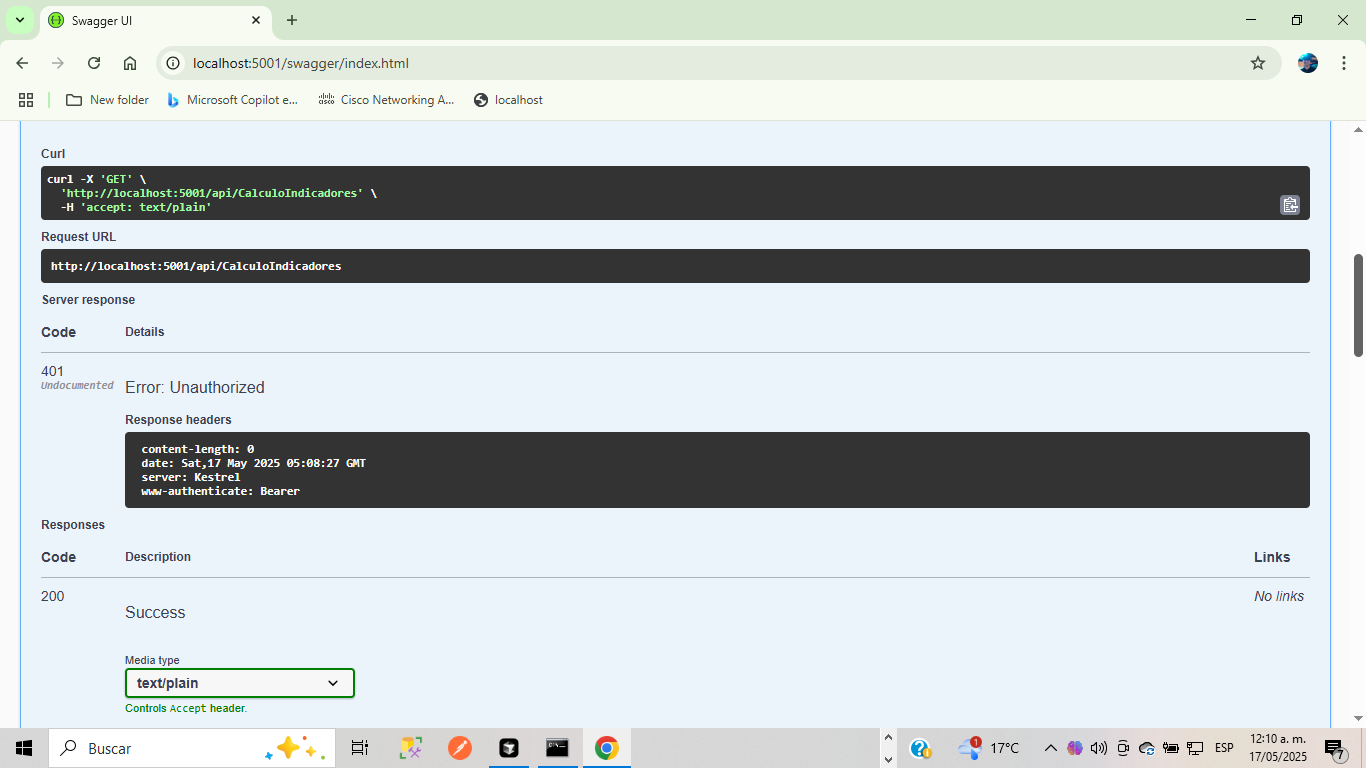 Swagger UI
localhost:5001/swagger/index.html
New folder
Microsoft Copilot e...
Cisco Networking A...
localhost
Curl
curl -X 'GET' \
'http://localhost:5001/api/CalculoIndicadores' \
-H 'accept: text/plain'
Request URL
http://localhost:5001/api/CalculoIndicadores
Server response
Code Details
401
Undocumented
Error: Unauthorized
Response headers
content-length: 0
date: Sat,17 May 2025 05:08:27 GMT
server: Kestrel
www-authenticate: Bearer
Responses
Code Description Links
200
Success
No links
Media type
text/plain
Controls Accept header.
Buscar
1
17°C
ESP
12:10 a. m.
17/05/2025
7